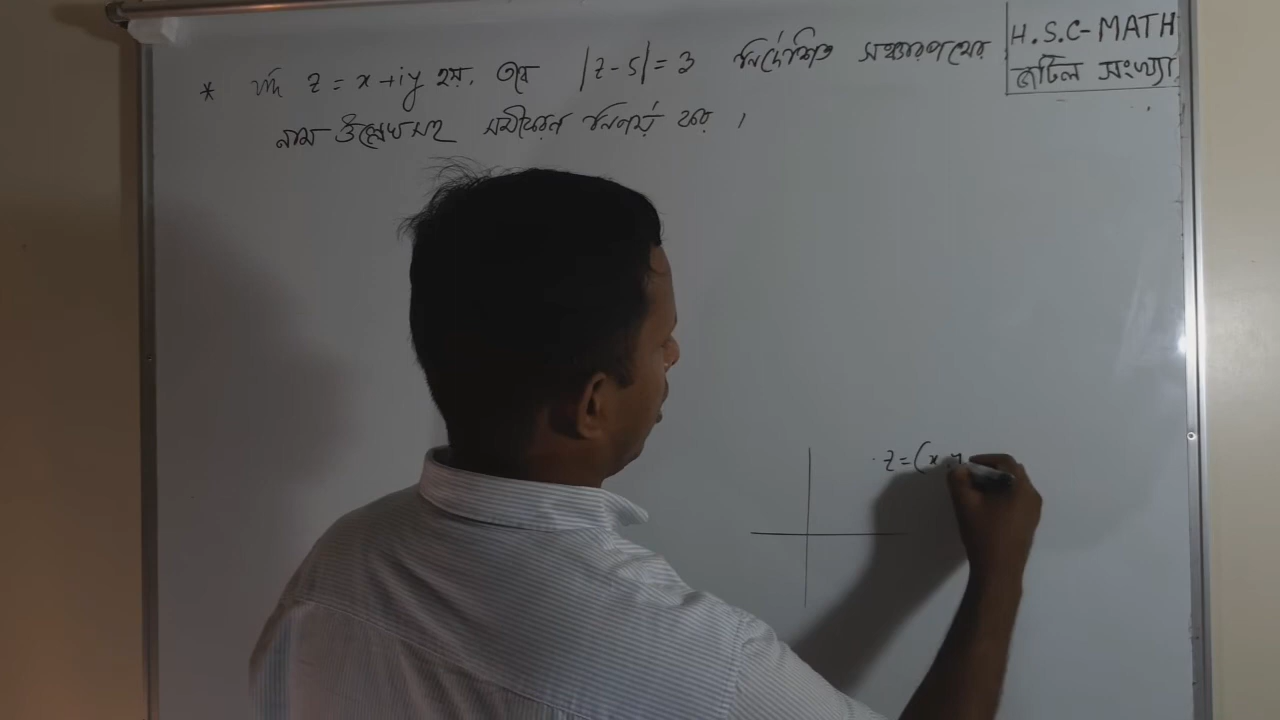 H.S.C-MATH
জটিল সংখ্যা
* যদি z = x+iy হয়, তবে |z-5| = 3 নির্দেশিত সঞ্চারপথের
নাম উল্লেখসহ সমীকরণ নির্ণয় কর ।
z=(x,y